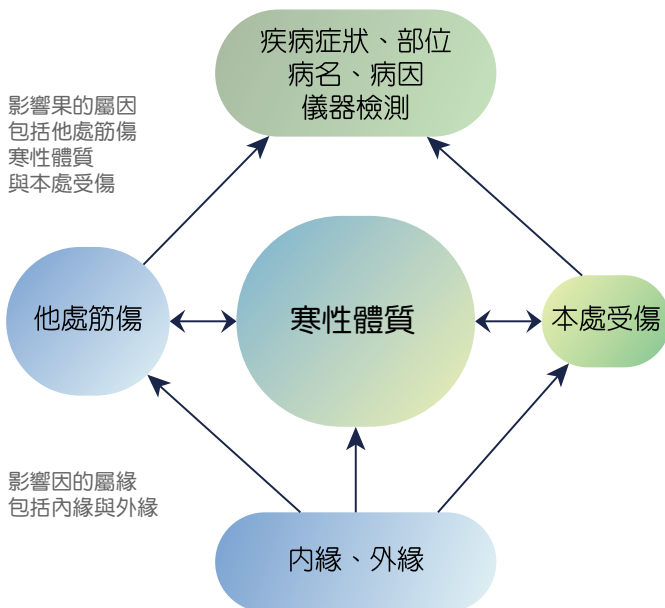 疾病症狀、部位
病名、病因
儀器檢測
影響果的屬因
包括他處筋傷
寒性體質
與本處受傷
他處筋傷
寒性體質
本處受傷
影響因的屬緣
包括內緣與外緣
內緣、外緣